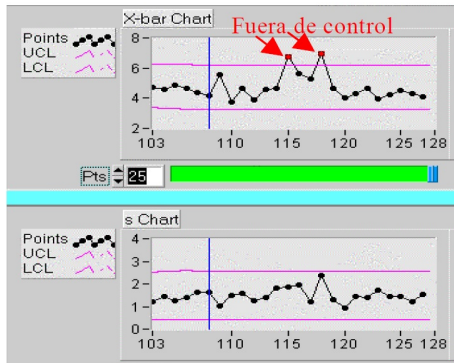 X-bar Chart
Fuera de control
Points
UCL
LCL
8
6
4
2
103 110 115 120 125 128
Pts 25
s Chart
Points
UCL
LCL
4
3
2
1
0
103 110 115 120 125 128